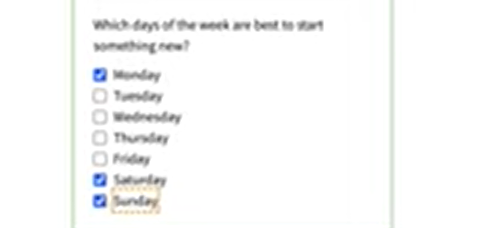 Which days of the week are best to start
something new?
Monday
Tuesday
Wednesday
Thursday
Friday
Saturday
Sunday